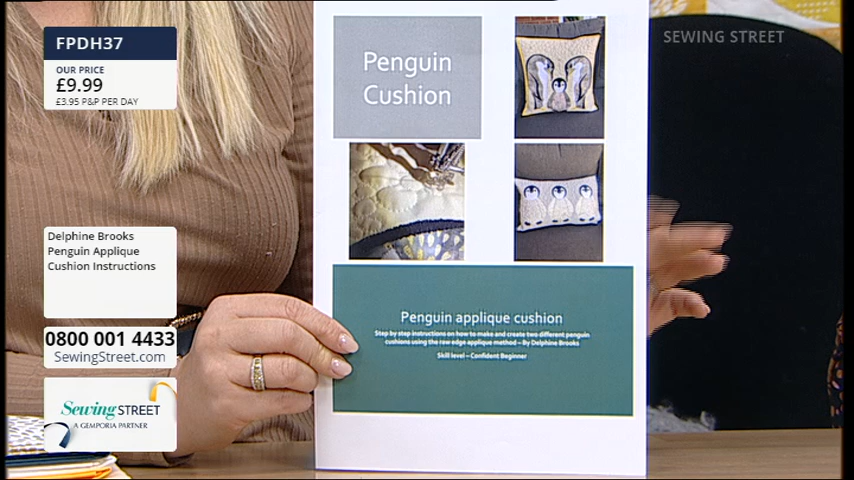 FPDH37
OUR PRICE
£9.99
£3.95 P&P PER DAY
Delphine Brooks
Penguin Applique
Cushion Instructions
0800 001 4433
SewingStreet.com
Sewing STREET
A GEMPORIA PARTNER
SEWING STREET
Penguin
Cushion
Penguin applique cushion
Step by step instructions on how to make and create two different penguin
cushions using the raw edge applique method – By Delphine Brooks
Skill level – Confident Beginner